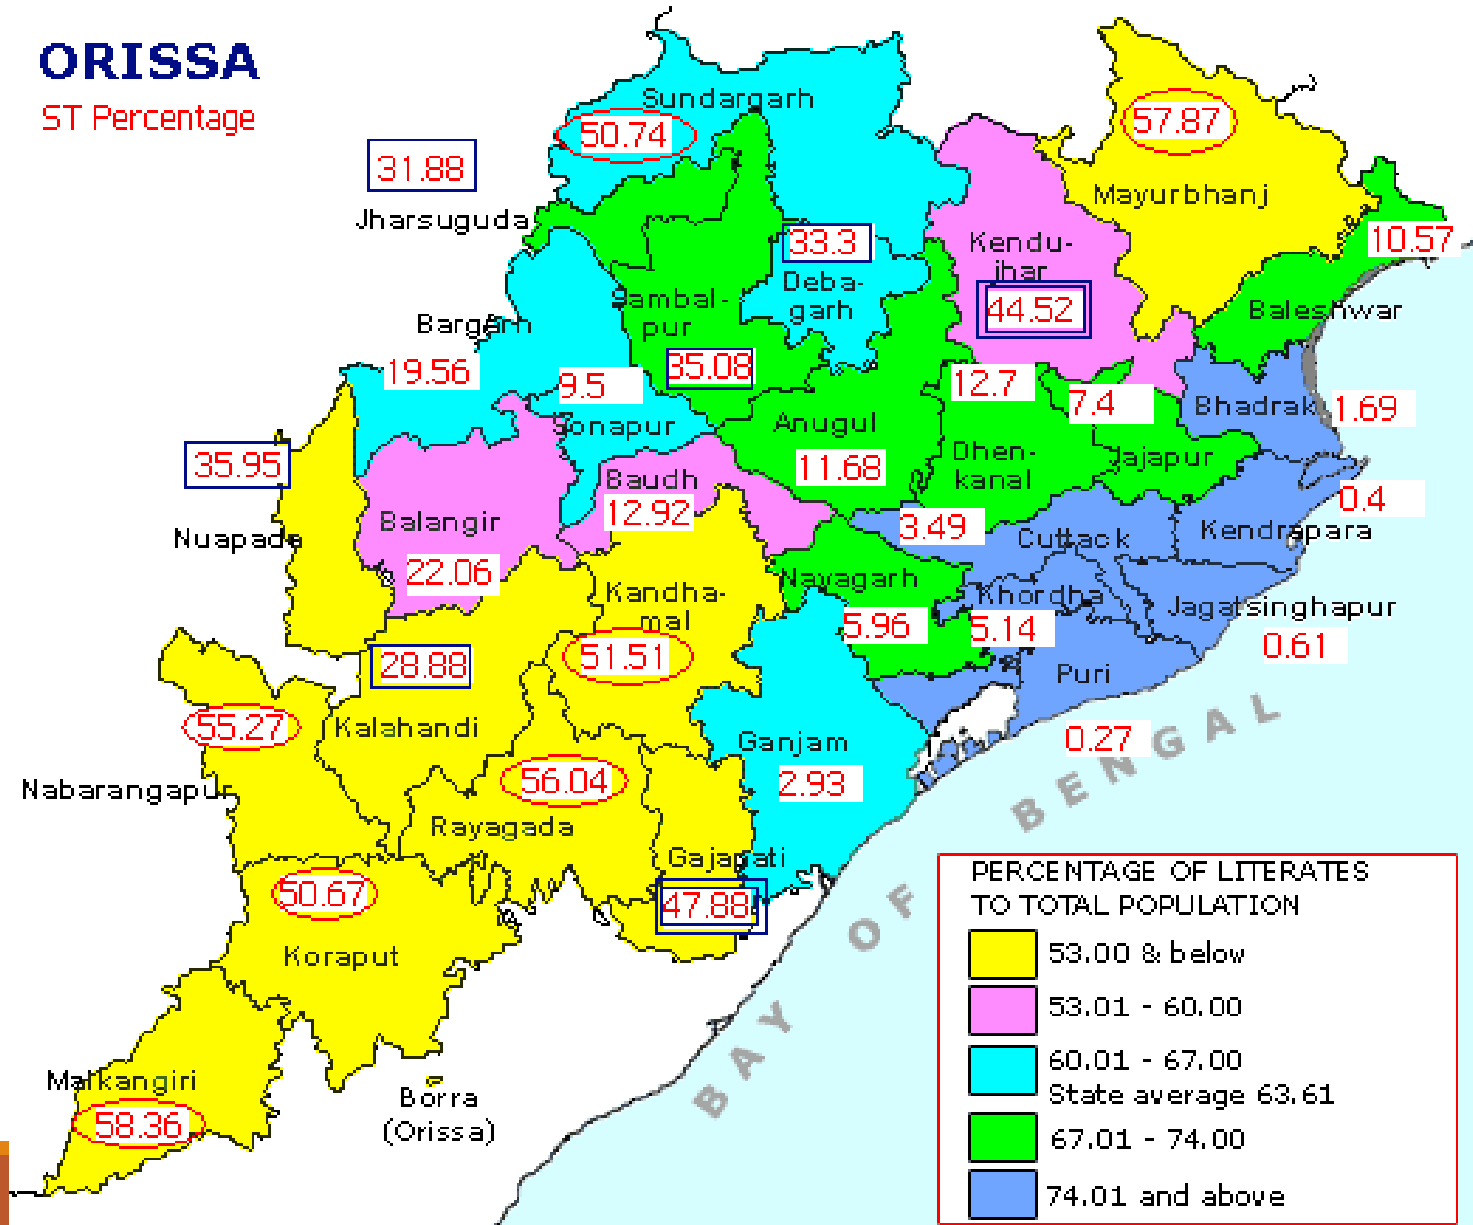 ORISSA
ST Percentage
Sundargarh
50.74
57.87
31.88
Mayurbhanj
Jharsuguda
33.3
Kendu-
jhar
10.57
Deba-
garh
44.52
Baleshwar
Sambal-
pur
Bargarh
19.56
9.5
35.08
12.7
7.4
Bhadrak
1.69
Sonapur
Anugul
35.95
11.68
Dhen-
kanal
Jajapur
Baudh
12.92
0.4
Balangir
3.49
Cuttack
Kendrapara
Nuapada
22.06
Kandha-
mal
Nayagarh
Khordha
Jagatsinghapur
5.96
5.14
0.61
28.88
51.51
Puri
55.27
Kalahandi
Ganjam
0.27
Nabarangapur
56.04
2.93
Rayagada
Gajapati
50.67
47.88
Koraput
BAY OF BENGAL
Malkangiri
58.36
Borra
(Orissa)
PERCENTAGE OF LITERATES
TO TOTAL POPULATION
53.00 & below
53.01 - 60.00
60.01 - 67.00
State average 63.61
67.01 - 74.00
74.01 and above